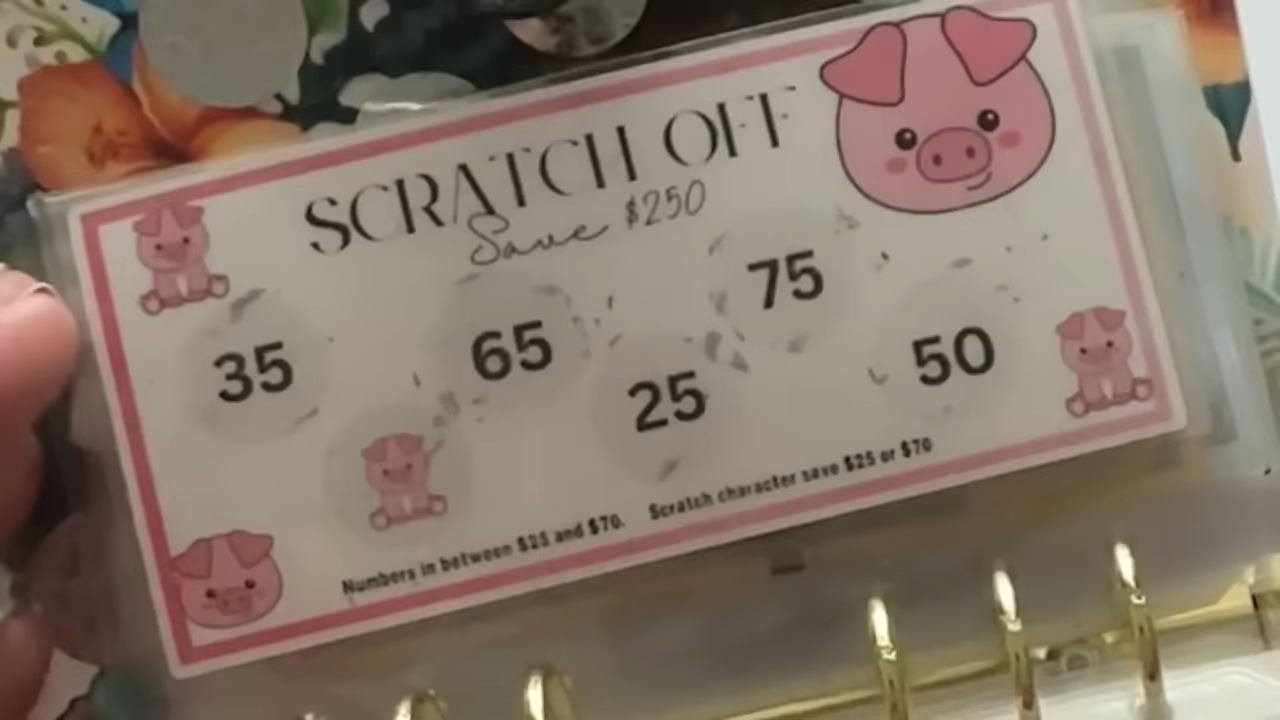 SCRATCH OFF
Save $250
35
65
75
25
50
Numbers in between $25 and $70. Scratch character save $25 or $70